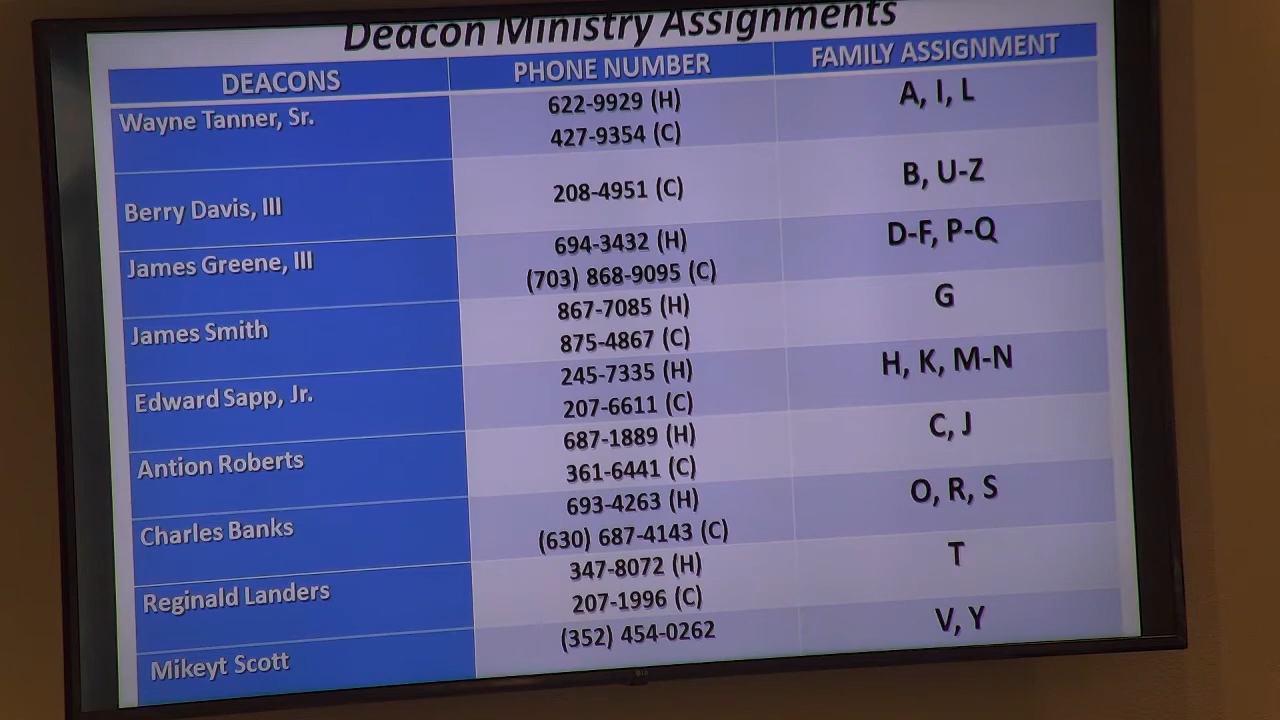 Deacon Ministry Assignments
DEACONS PHONE NUMBER FAMILY ASSIGNMENT
Wayne Tanner, Sr. 622-9929 (H) A, I, L
427-9354 (C)
Berry Davis, III 208-4951 (C) B, U-Z
James Greene, III 694-3432 (H) D-F, P-Q
(703) 868-9095 (C)
James Smith 867-7085 (H) G
875-4867 (C)
Edward Sapp, Jr. 245-7335 (H) H, K, M-N
207-6611 (C)
Antion Roberts 687-1889 (H) C, J
361-6441 (C)
Charles Banks 693-4263 (H) O, R, S
(630) 687-4143 (C)
Reginald Landers 347-8072 (H) T
207-1996 (C)
Mikeyt Scott (352) 454-0262 V, Y